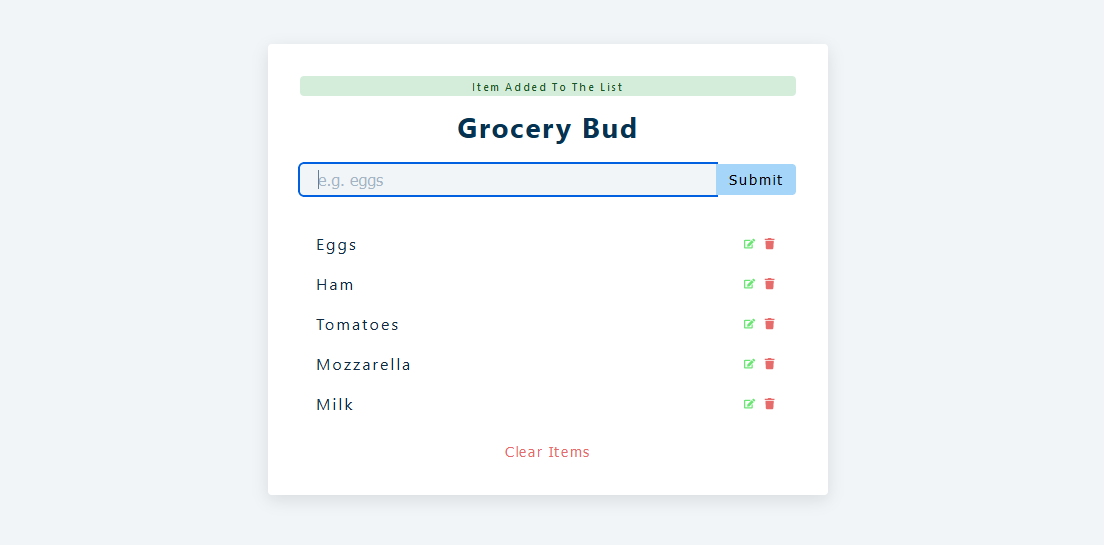 Item Added To The List
Grocery Bud
e.g. eggs Submit
Eggs
Ham
Tomatoes
Mozzarella
Milk
Clear Items